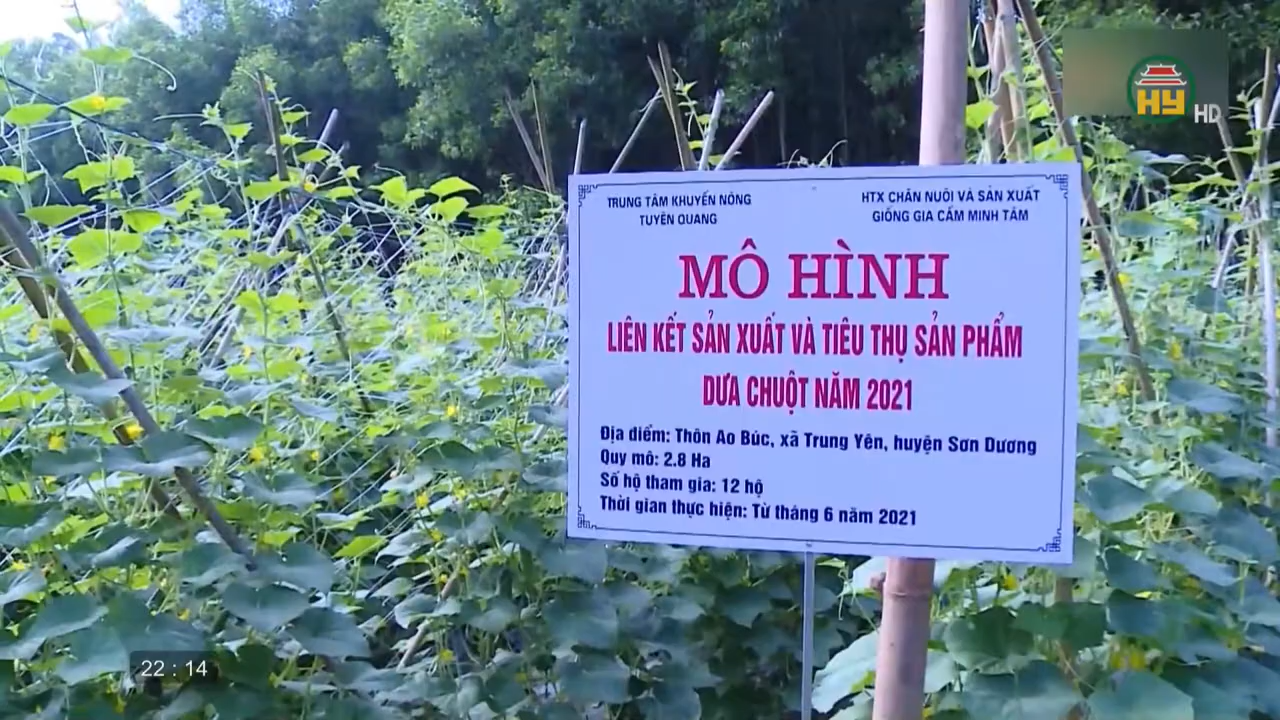 HY HD
TRUNG TÂM KHUYẾN NÔNG
TUYÊN QUANG
HTX CHĂN NUÔI VÀ SẢN XUẤT
GIỐNG GIA CẦM MINH TÂM
MÔ HÌNH
LIÊN KẾT SẢN XUẤT VÀ TIÊU THỤ SẢN PHẨM
DƯA CHUỘT NĂM 2021
Địa điểm: Thôn Ao Búc, xã Trung Yên, huyện Sơn Dương
Quy mô: 2.8 Ha
Số hộ tham gia: 12 hộ
Thời gian thực hiện: Từ tháng 6 năm 2021
22 : 14